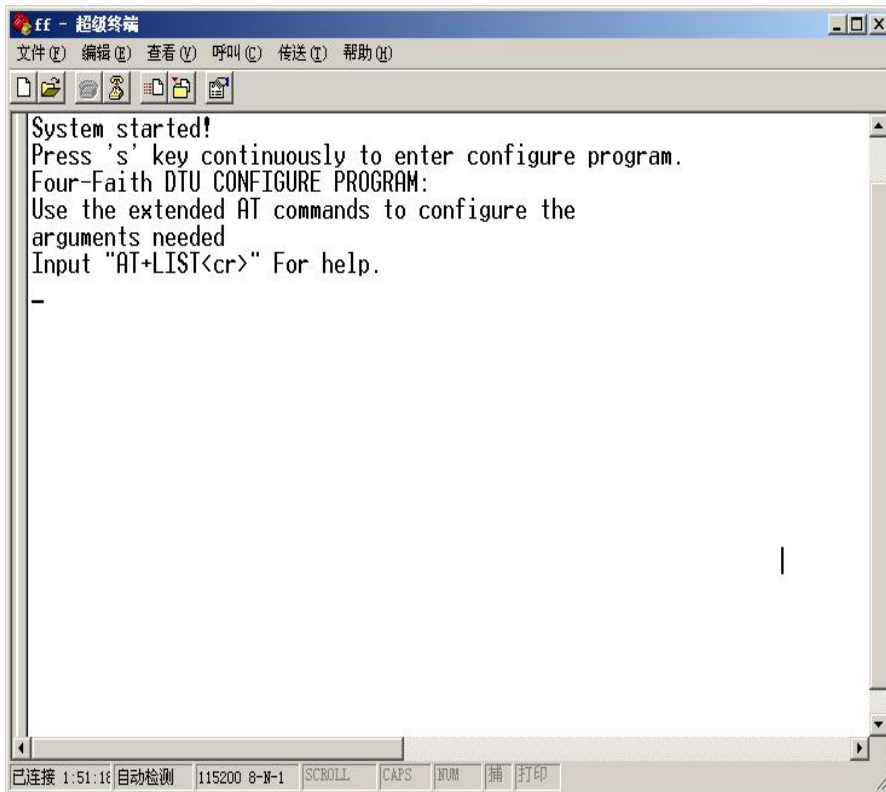 ff - 超级终端
文件(F) 编辑(E) 查看(V) 呼叫(C) 传送(T) 帮助(H)
System started!
Press 's' key continuously to enter configure program.
Four-Faith DTU CONFIGURE PROGRAM:
Use the extended AT commands to configure the
arguments needed
Input "AT+LIST<cr>" For help.
已连接 1:51:18 自动检测 115200 8-N-1 SCROLL CAPS NUM 捕 打印